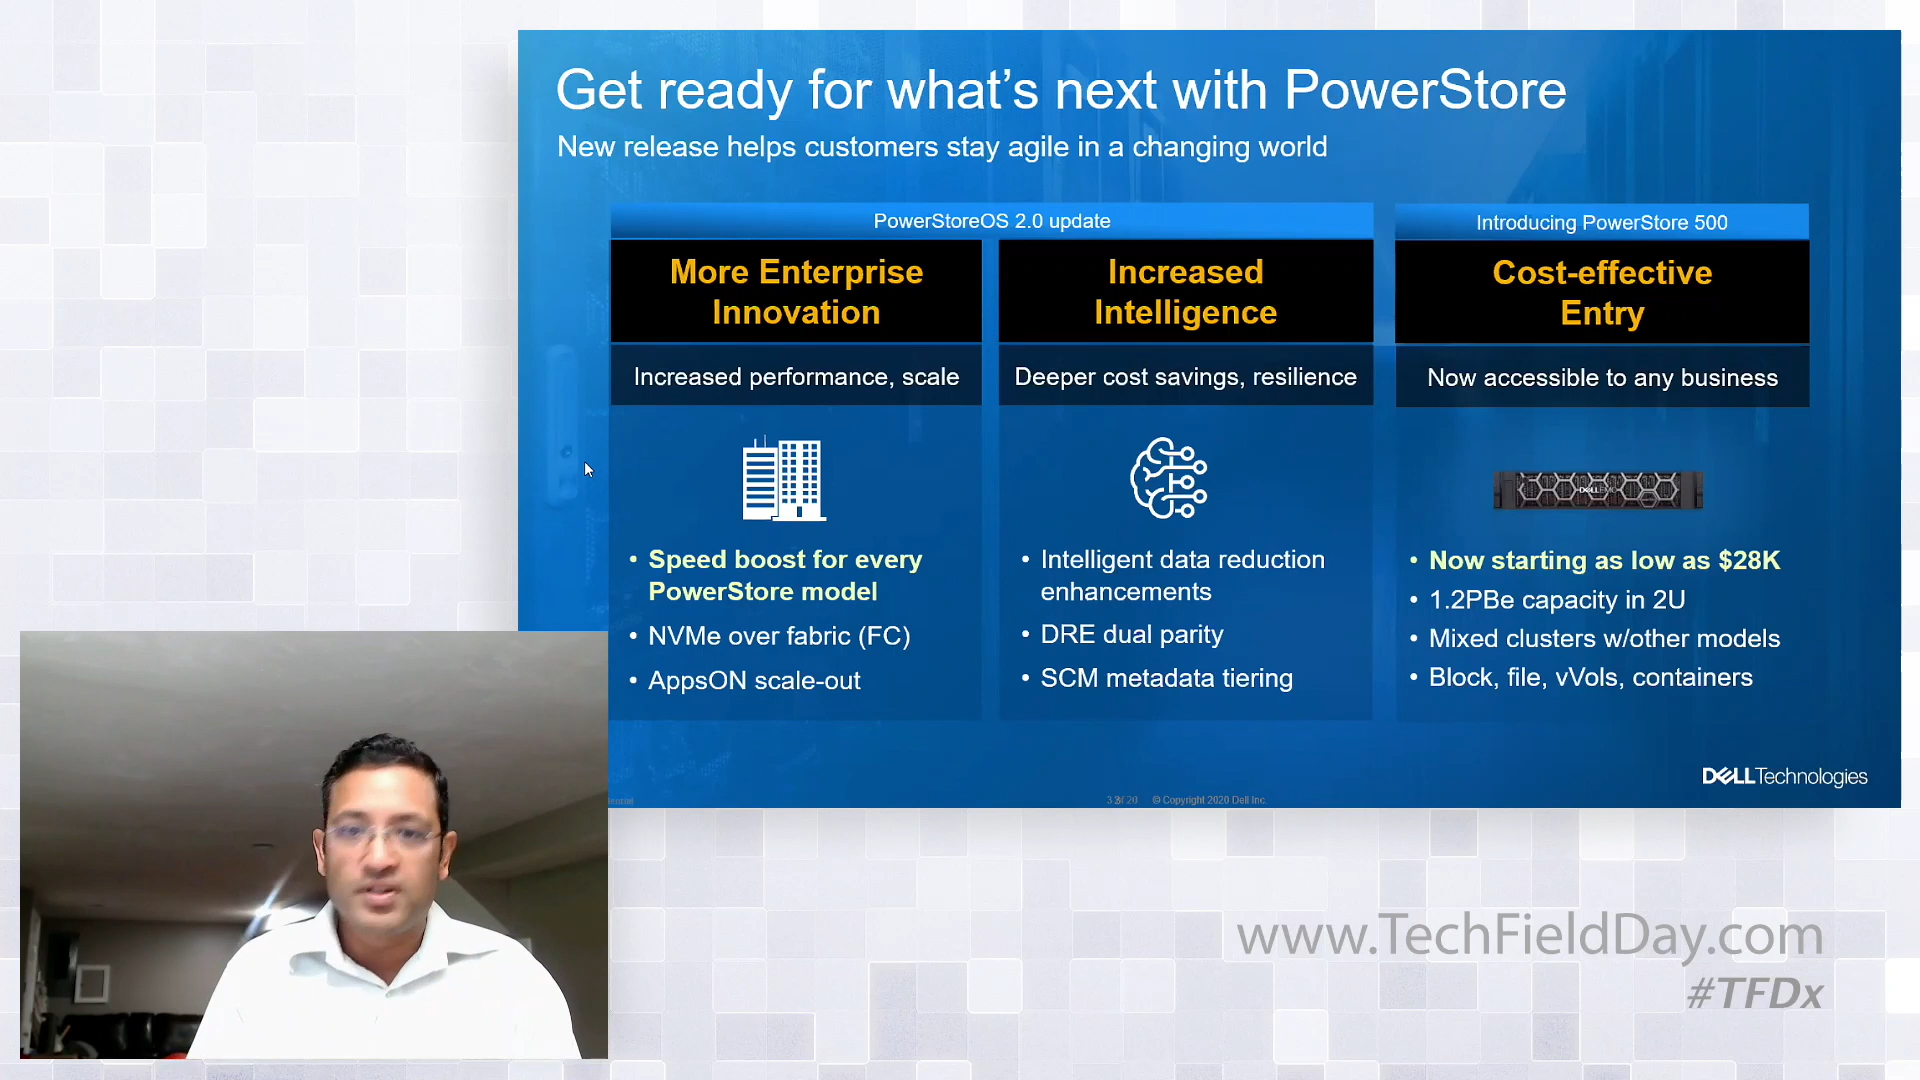 Get ready for what's next with PowerStore
New release helps customers stay agile in a changing world
PowerStoreOS 2.0 update
More Enterprise
Innovation
Increased performance, scale
• Speed boost for every
PowerStore model
• NVMe over fabric (FC)
• AppsON scale-out
Increased
Intelligence
Deeper cost savings, resilience
• Intelligent data reduction
enhancements
• DRE dual parity
• SCM metadata tiering
Introducing PowerStore 500
Cost-effective
Entry
Now accessible to any business
DELL EMC
• Now starting as low as $28K
• 1.2PBe capacity in 2U
• Mixed clusters w/other models
• Block, file, vVols, containers
DELL Technologies
© Copyright 2020 Dell Inc.
www.TechFieldDay.com
#TFDx